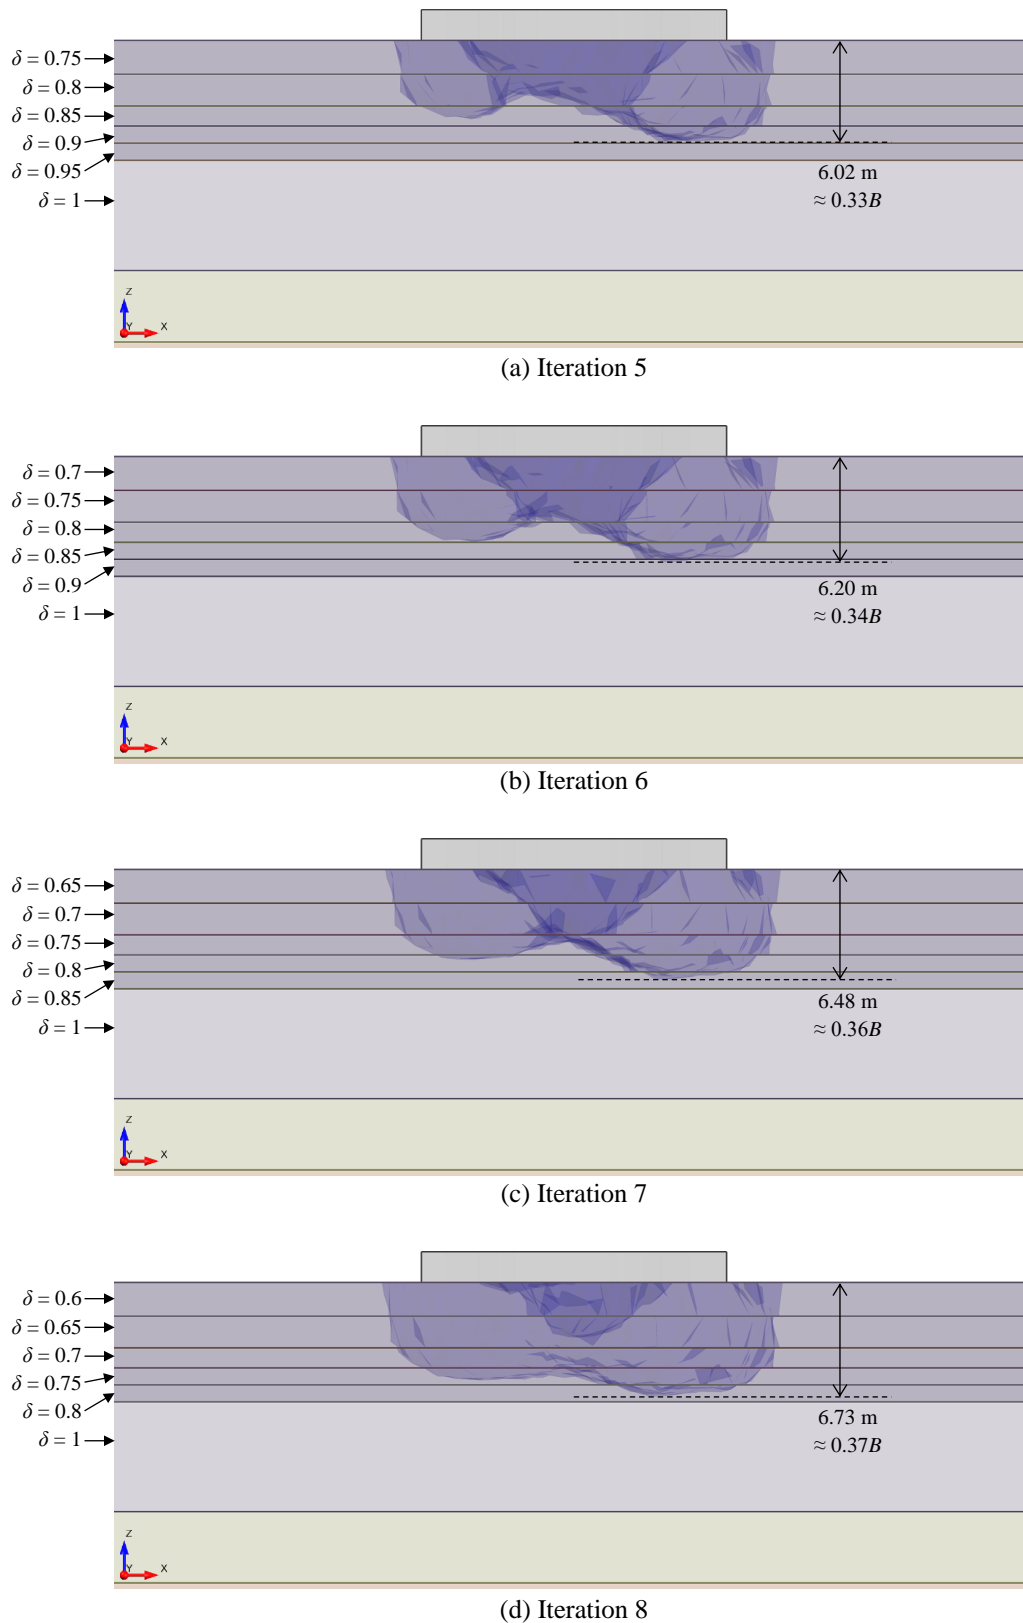 δ = 0.75
δ = 0.8
δ = 0.85
δ = 0.9
δ = 0.95
δ = 1
6.02 m
≈ 0.33B
Z
Y
X
(a) Iteration 5
δ = 0.7
δ = 0.75
δ = 0.8
δ = 0.85
δ = 0.9
δ = 1
6.20 m
≈ 0.34B
Z
Y
X
(b) Iteration 6
δ = 0.65
δ = 0.7
δ = 0.75
δ = 0.8
δ = 0.85
δ = 1
6.48 m
≈ 0.36B
Z
Y
X
(c) Iteration 7
δ = 0.6
δ = 0.65
δ = 0.7
δ = 0.75
δ = 0.8
δ = 1
6.73 m
≈ 0.37B
Z
Y
X
(d) Iteration 8